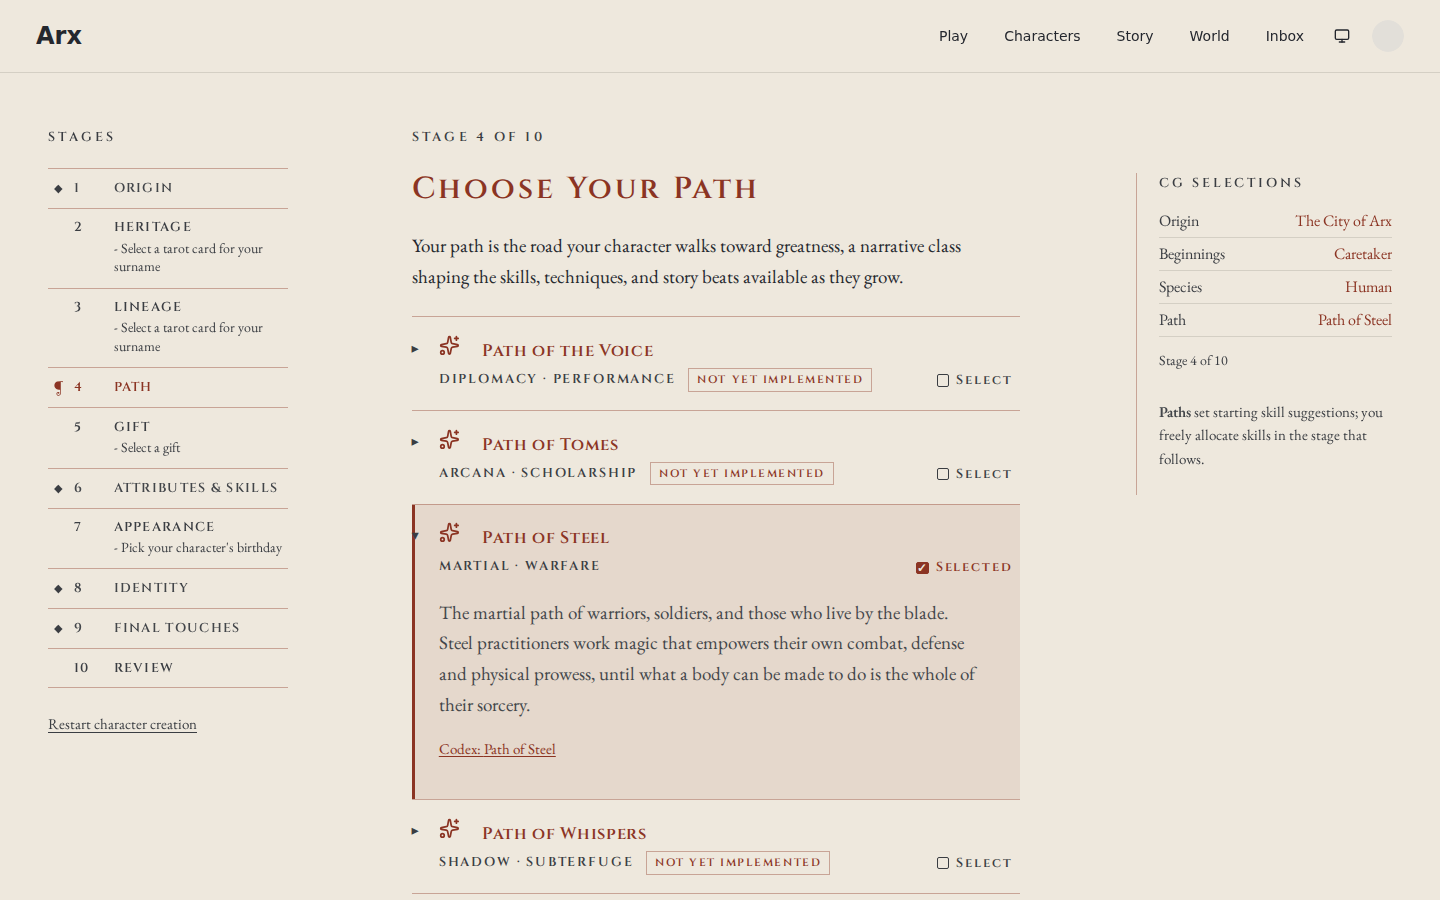 Arx
Play
Characters
Story
World
Inbox
STAGES
◆ 1 ORIGIN
2 HERITAGE
- Select a tarot card for your
surname
3 LINEAGE
- Select a tarot card for your
surname
¶ 4 PATH
5 GIFT
- Select a gift
◆ 6 ATTRIBUTES & SKILLS
7 APPEARANCE
- Pick your character's birthday
◆ 8 IDENTITY
◆ 9 FINAL TOUCHES
10 REVIEW
Restart character creation
STAGE 4 OF 10
Choose Your Path
Your path is the road your character walks toward greatness, a narrative class
shaping the skills, techniques, and story beats available as they grow.
Path of the Voice
DIPLOMACY · PERFORMANCE NOT YET IMPLEMENTED Select
Path of Tomes
ARCANA · SCHOLARSHIP NOT YET IMPLEMENTED Select
Path of Steel
MARTIAL · WARFARE Selected
The martial path of warriors, soldiers, and those who live by the blade.
Steel practitioners work magic that empowers their own combat, defense
and physical prowess, until what a body can be made to do is the whole of
their sorcery.
Codex: Path of Steel
Path of Whispers
SHADOW · SUBTERFUGE NOT YET IMPLEMENTED Select
CG SELECTIONS
Origin The City of Arx
Beginnings Caretaker
Species Human
Path Path of Steel
Stage 4 of 10
Paths set starting skill suggestions; you
freely allocate skills in the stage that
follows.